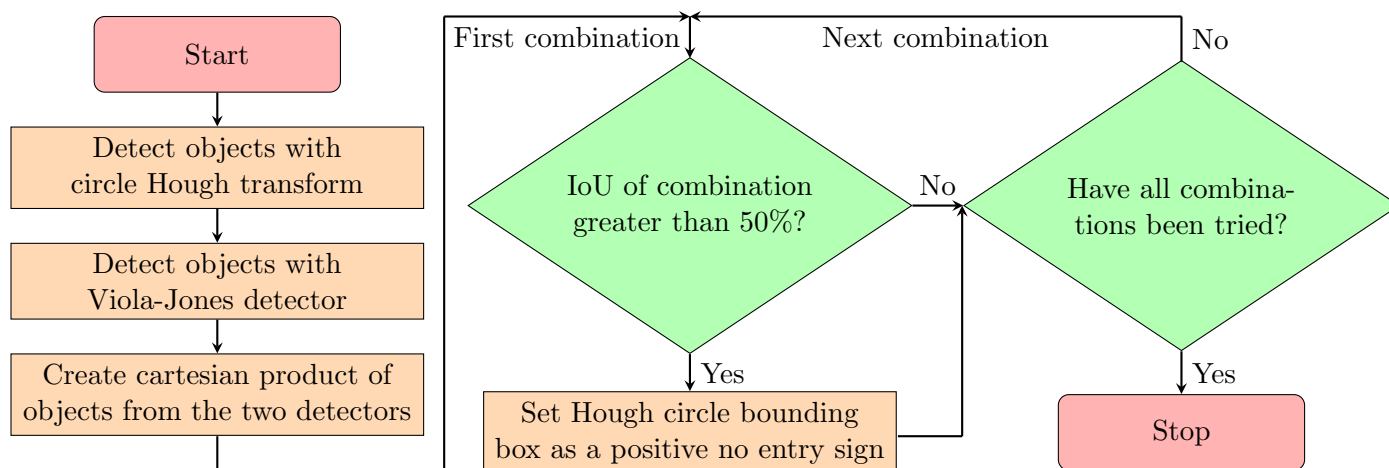 Start
Detect objects with
circle Hough transform
Detect objects with
Viola-Jones detector
Create cartesian product of
objects from the two detectors
First combination
IoU of combination
greater than 50%?
Yes
Set Hough circle bounding
box as a positive no entry sign
No
Have all combina-
tions been tried?
No
Next combination
Yes
Stop